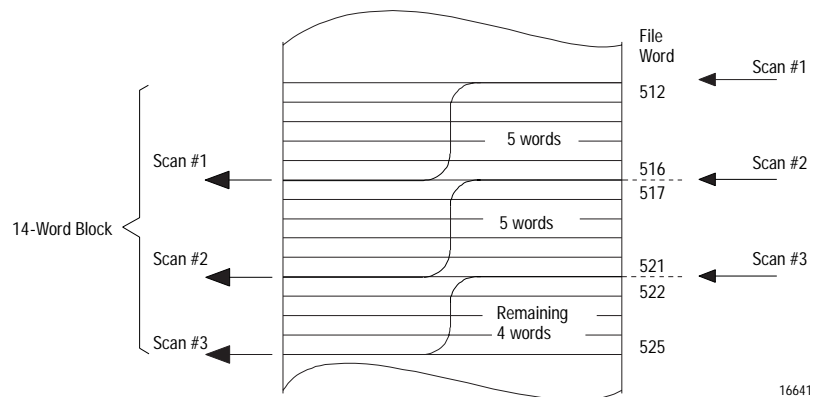 File
Word
Scan #1
512
5 words
Scan #1
516
Scan #2
517
14-Word Block
5 words
Scan #2
521
Scan #3
522
Remaining
4 words
Scan #3
525
16641